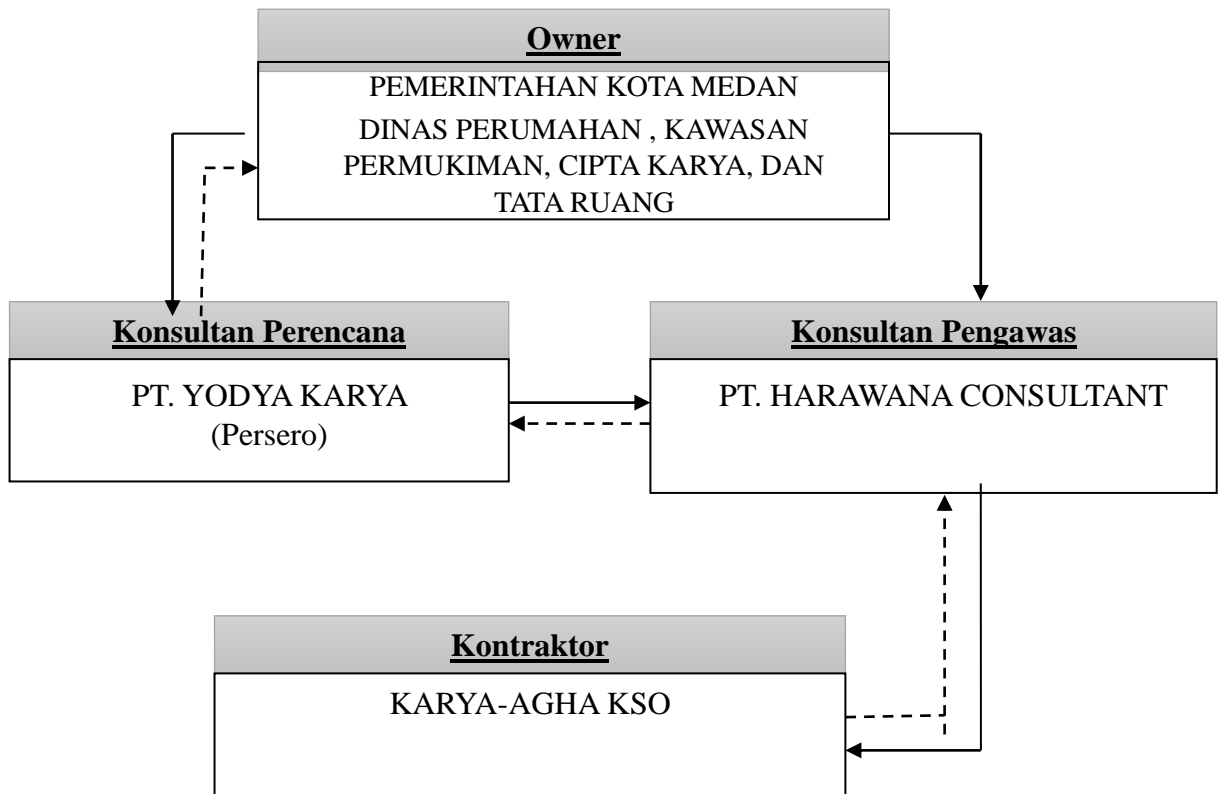 Owner
PEMERINTAHAN KOTA MEDAN
DINAS PERUMAHAN , KAWASAN
PERMUKIMAN, CIPTA KARYA, DAN
TATA RUANG
Konsultan Perencana
PT. YODYA KARYA
(Persero)
Konsultan Pengawas
PT. HARAWANA CONSULTANT
Kontraktor
KARYA-AGHA KSO